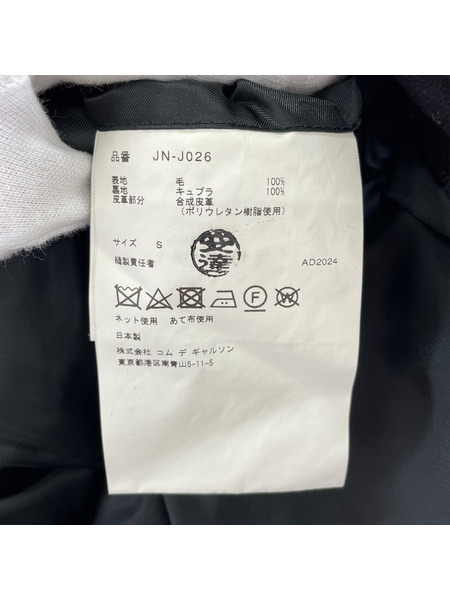 品番 JN-J026
表地 毛 100%
裏地 キュプラ 100%
皮革部分 合成皮革
(ポリウレタン樹脂使用)
サイズ S
縫製責任者 安達 AD2024
F W
ネット使用 あて布使用
日本製
株式会社 コム デ ギャルソン
東京都港区南青山5-11-5